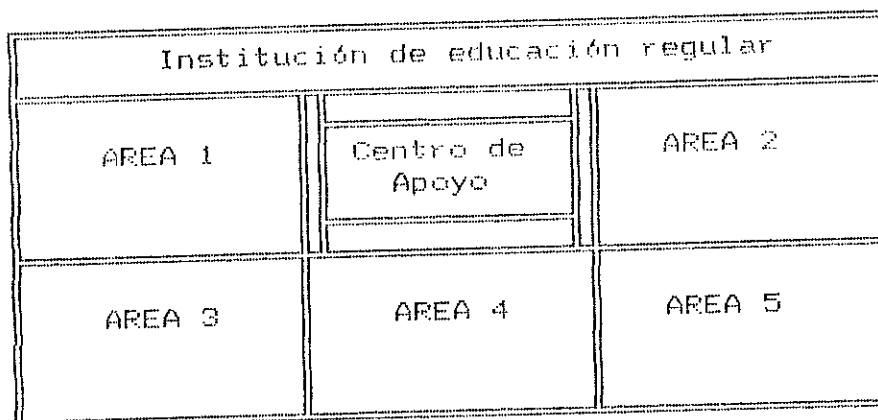 Institución de educación regular
AREA 1
Centro de
Apoyo
AREA 2
AREA 3
AREA 4
AREA 5